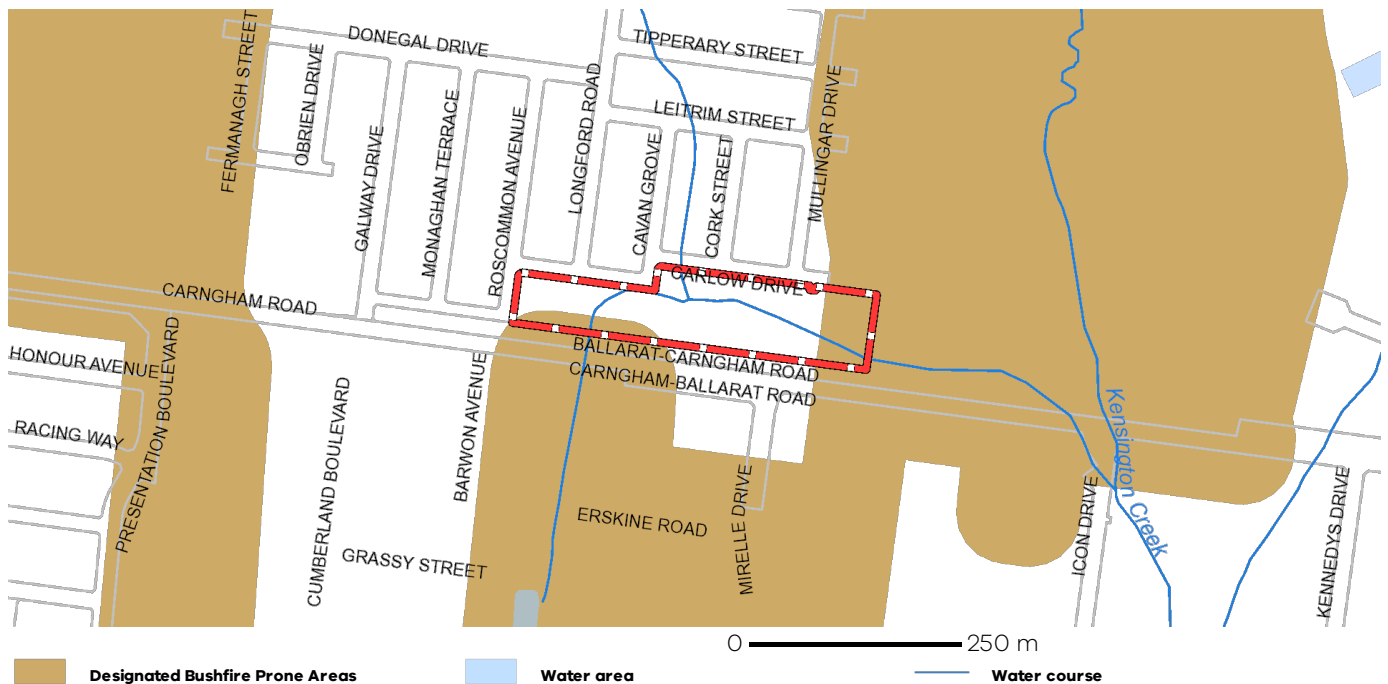 DONEGAL DRIVE
TIPPERARY STREET
FERMANAGH STREET
OBRIEN DRIVE
GALWAY DRIVE
MONAGHAN TERRACE
ROSCOMMON AVENUE
LONGFORD ROAD
LEITRIM STREET
CAVAN GROVE
CORK STREET
MULLINGAR DRIVE
CARLOW DRIVE
CARNGHAM ROAD
BALLARAT-CARNGHAM ROAD
CARNGHAM-BALLARAT ROAD
HONOUR AVENUE
RACING WAY
PRESENTATION BOULEVARD
CUMBERLAND BOULEVARD
BARWON AVENUE
GRASSY STREET
ERSKINE ROAD
MIRELLE DRIVE
ICON DRIVE
Kensington Creek
KENNEDYS DRIVE
0 250 m
Designated Bushfire Prone Areas
Water area
Water course